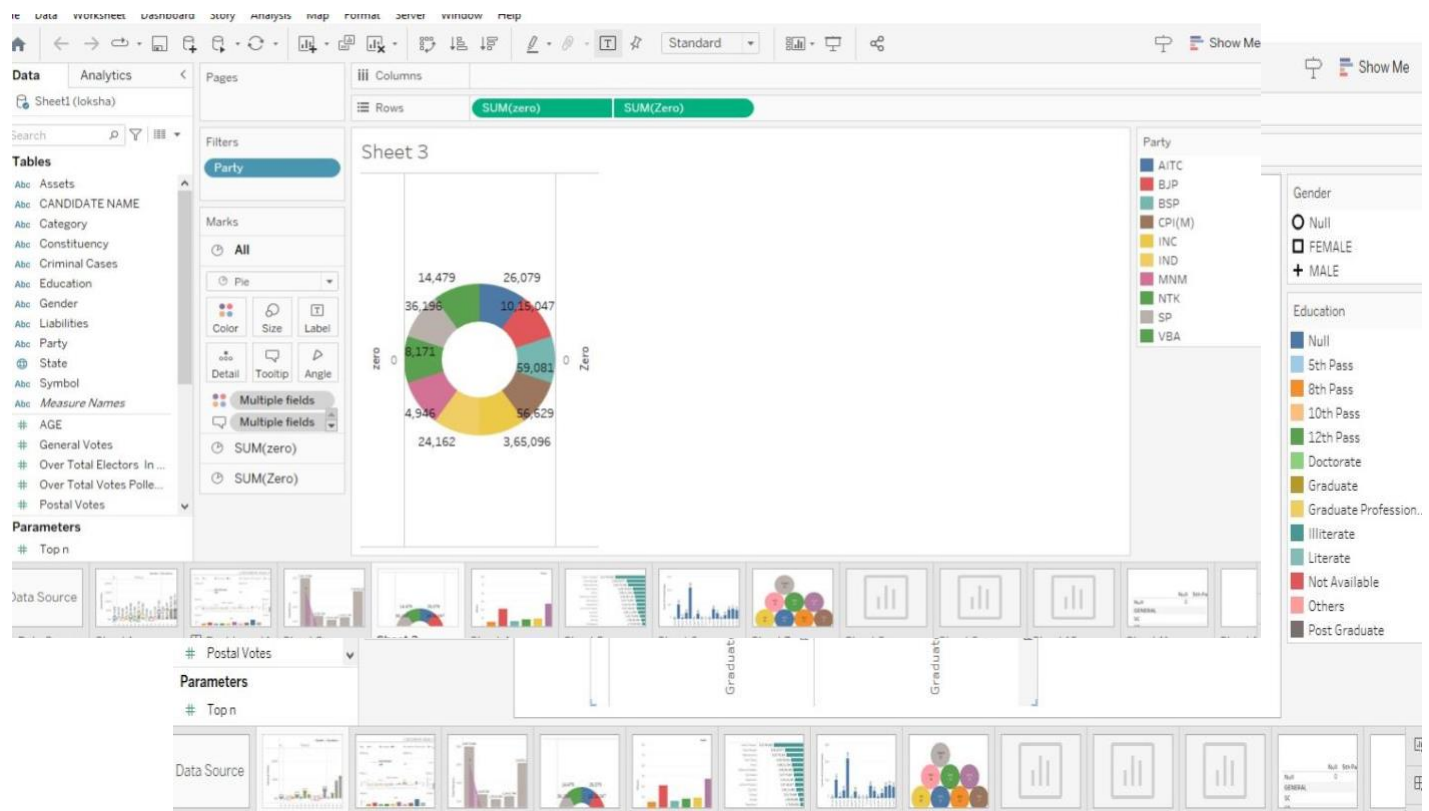 Data Worksheet Dashboard Story Analysis Map Format Server Window Help
Standard
Show Me
Data Analytics
Pages
Columns
Sheet1 (loksha)
Rows SUM(zero) SUM(Zero)
Search
Filters
Party
Tables
Abc Assets
Abc CANDIDATE NAME
Abc Category
Abc Constituency
Abc Criminal Cases
Abc Education
Abc Gender
Abc Liabilities
Abc Party
State
Abc Symbol
Abc Measure Names
# AGE
# General Votes
# Over Total Electors In ...
# Over Total Votes Polle...
# Postal Votes
Parameters
# Top n
Marks
All
Pie
Color Size Label
Detail Tooltip Angle
Multiple fields
Multiple fields
SUM(zero)
SUM(Zero)
Sheet 3
14,479 26,079
36,196 10,15,047
zero 0 8,171 59,081 0 Zero
4,946 56,629
24,162 3,65,096
Party
AITC
BJP
BSP
CPI(M)
INC
IND
MNM
NTK
SP
VBA
Show Me
Gender
Null
FEMALE
MALE
Education
Null
5th Pass
8th Pass
10th Pass
12th Pass
Doctorate
Graduate
Graduate Profession..
Illiterate
Literate
Not Available
Others
Post Graduate
Data Source
# Postal Votes
Parameters
# Top n
Graduat
Graduat
Data Source